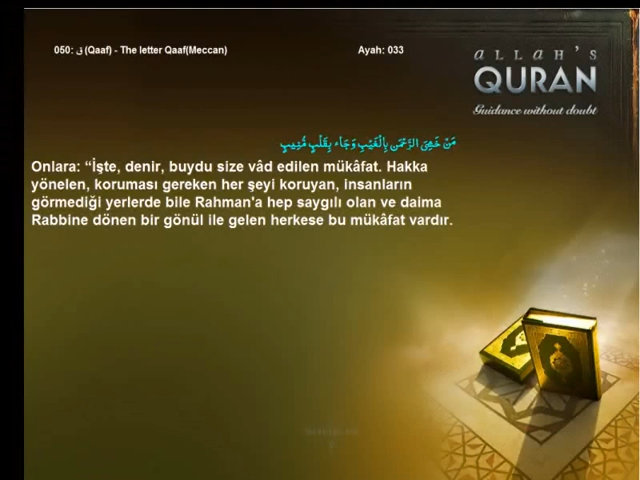 050: ق (Qaaf) - The letter Qaaf(Meccan) Ayah: 033
ALLAH'S
QURAN
Guidance without doubt
مَنْ خَشِيَ الرَّحْمَن بِالْغَيْبِ وَجَاء بِقَلْبٍ مُّنِيبٍ
Onlara: “İşte, denir, buydu size vâd edilen mükâfat. Hakka
yönelen, koruması gereken her şeyi koruyan, insanların
görmediği yerlerde bile Rahman'a hep saygılı olan ve daima
Rabbine dönen bir gönül ile gelen herkese bu mükâfat vardır.